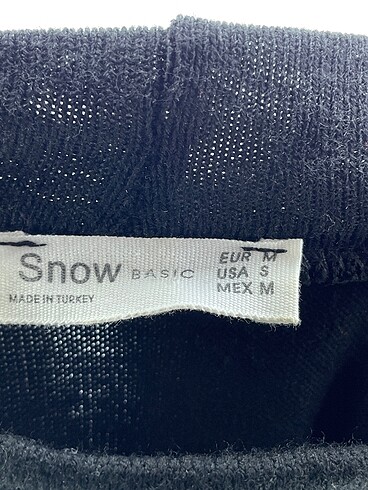 Snow BASIC
MADE IN TURKEY
EUR M
USA S
MEX M